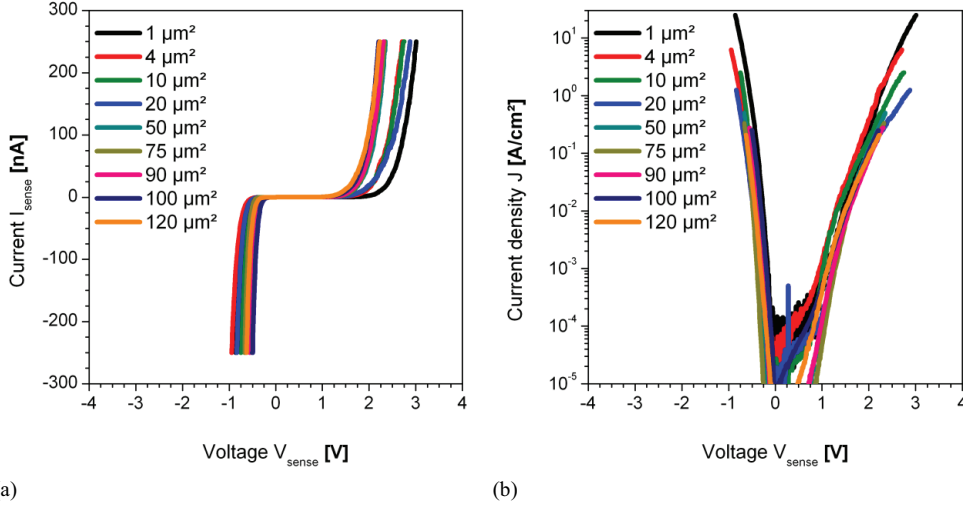 300
200
100
0
-100
-200
-300
Current I_sense [nA]
1 µm²
4 µm²
10 µm²
20 µm²
50 µm²
75 µm²
90 µm²
100 µm²
120 µm²
-4 -3 -2 -1 0 1 2 3 4
Voltage V_sense [V]
a)
10¹
10⁰
10⁻¹
10⁻²
10⁻³
10⁻⁴
10⁻⁵
Current density J [A/cm²]
1 µm²
4 µm²
10 µm²
20 µm²
50 µm²
75 µm²
90 µm²
100 µm²
120 µm²
-4 -3 -2 -1 0 1 2 3 4
Voltage V_sense [V]
(b)